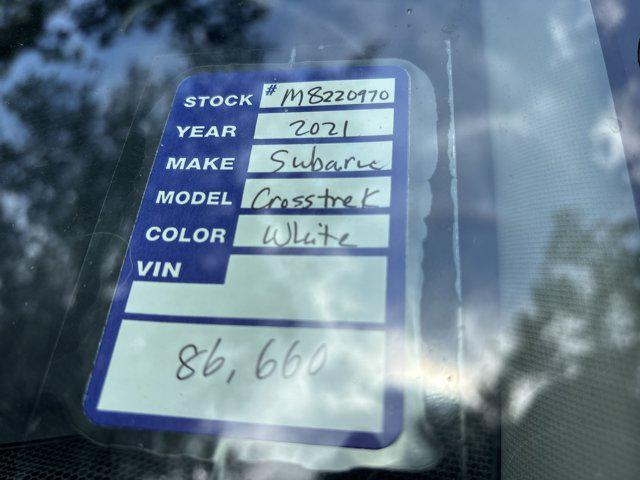 STOCK # M8220970
YEAR 2021
MAKE Subaru
MODEL Crosstrek
COLOR White
VIN
86,660